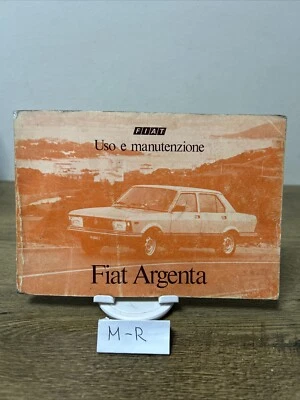 FIAT
Uso e manutenzione
Fiat Argenta
M-R